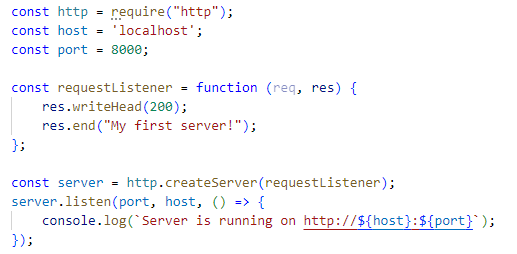 const http = require("http");
const host = 'localhost';
const port = 8000;

const requestListener = function (req, res) {
    res.writeHead(200);
    res.end("My first server!");
};

const server = http.createServer(requestListener);
server.listen(port, host, () => {
    console.log(`Server is running on http://${host}:${port}`);
});